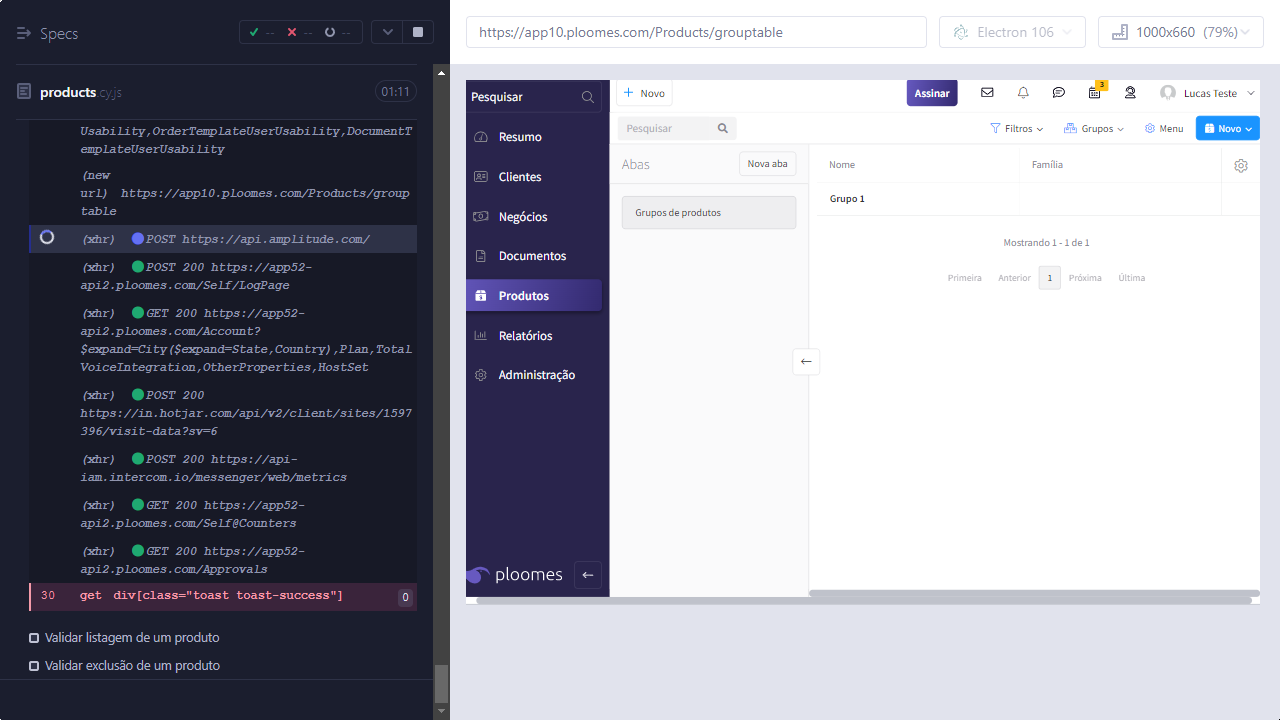 Specs
-- -- --
products.cy.js
01:11
Usability,OrderTemplateUserUsability,DocumentT
emplateUserUsability
(new
url) https://app10.ploomes.com/Products/group
table
(xhr) POST https://api.amplitude.com/
(xhr) POST 200 https://app52-
api2.ploomes.com/Self/LogPage
(xhr) GET 200 https://app52-
api2.ploomes.com/Account?
$expand=City($expand=State,Country),Plan,Total
VoiceIntegration,OtherProperties,HostSet
(xhr) POST 200
https://in.hotjar.com/api/v2/client/sites/1597
396/visit-data?sv=6
(xhr) POST 200 https://api-
iam.intercom.io/messenger/web/metrics
(xhr) GET 200 https://app52-
api2.ploomes.com/Self@Counters
(xhr) GET 200 https://app52-
api2.ploomes.com/Approvals
30 get div[class="toast toast-success"] 0
Validar listagem de um produto
Validar exclusão de um produto
https://app10.ploomes.com/Products/grouptable
Electron 106
1000x660 (79%)
Pesquisar
Resumo
Clientes
Negócios
Documentos
Produtos
Relatórios
Administração
ploomes
Novo
Assinar
3
Lucas Teste
Pesquisar
Filtros
Grupos
Menu
Novo
Abas
Nova aba
Grupos de produtos
Nome Família
Grupo 1
Mostrando 1 - 1 de 1
Primeira Anterior 1 Próxima Última